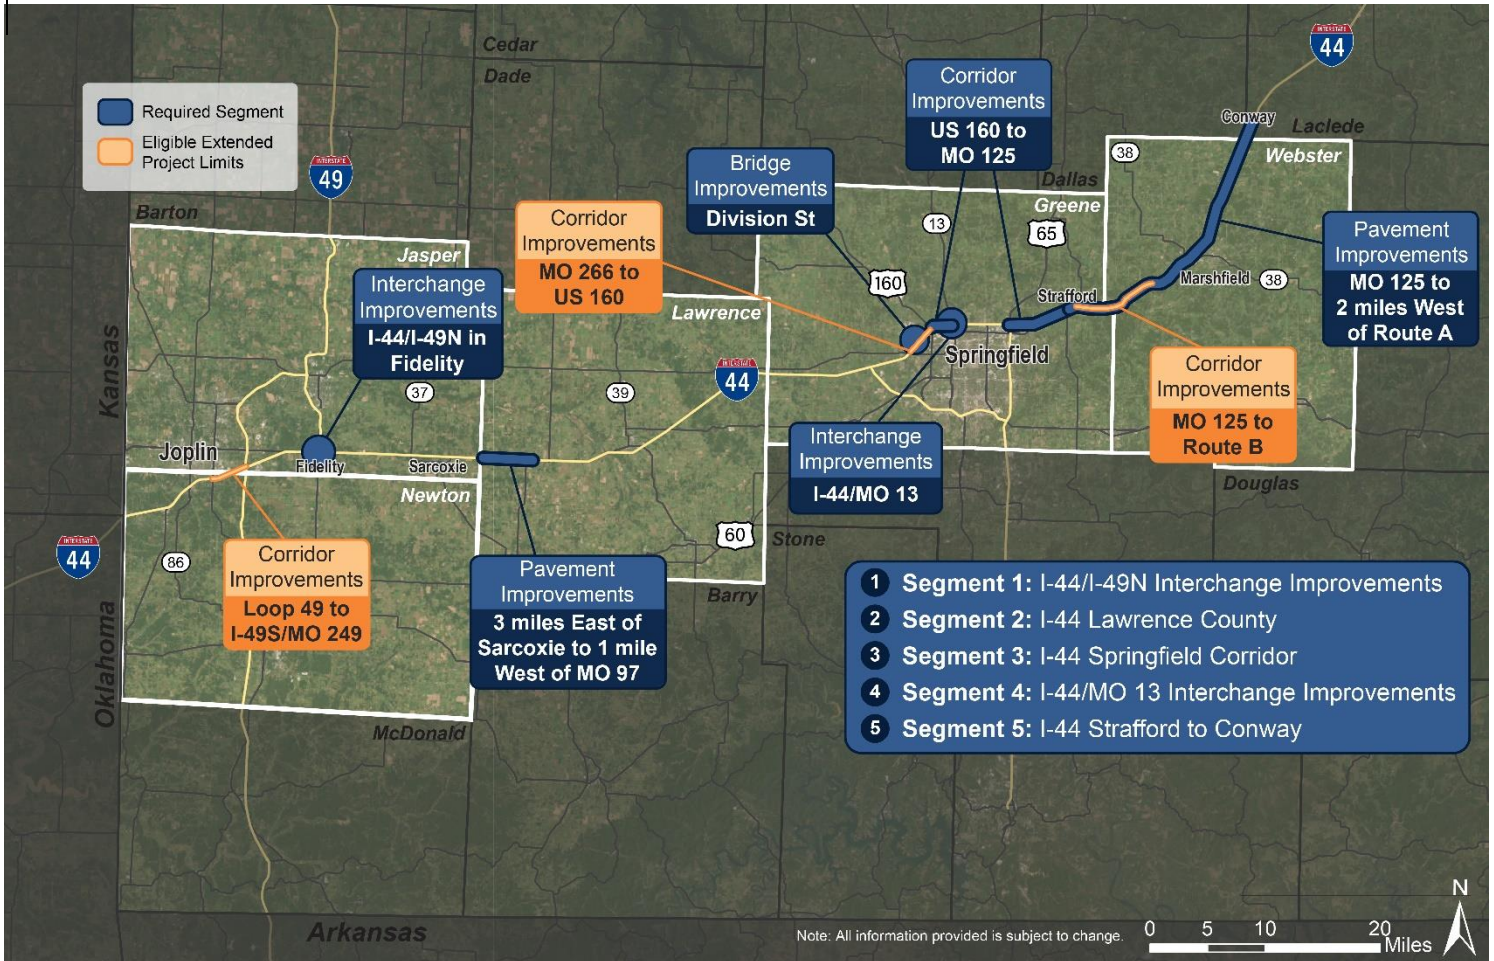 Cedar
Dade
INTERSTATE
44
Required Segment
Eligible Extended
Project Limits
INTERSTATE
49
Corridor
Improvements
US 160 to
MO 125
Conway
Laclede
Webster
38
Bridge
Improvements
Division St
Dallas
Greene
Barton
Jasper
Corridor
Improvements
MO 266 to
US 160
13
65
160
Pavement
Improvements
MO 125 to
2 miles West
of Route A
Marshfield
38
Strafford
Interchange
Improvements
I-44/I-49N in
Fidelity
Lawrence
Springfield
Kansas
37
39
INTERSTATE
44
Corridor
Improvements
MO 125 to
Route B
Joplin
Fidelity
Sarcoxie
Newton
Interchange
Improvements
I-44/MO 13
Douglas
INTERSTATE
44
86
60
Stone
Corridor
Improvements
Loop 49 to
I-49S/MO 249
Pavement
Improvements
3 miles East of
Sarcoxie to 1 mile
West of MO 97
Barry
Oklahoma
McDonald
1 Segment 1: I-44/I-49N Interchange Improvements
2 Segment 2: I-44 Lawrence County
3 Segment 3: I-44 Springfield Corridor
4 Segment 4: I-44/MO 13 Interchange Improvements
5 Segment 5: I-44 Strafford to Conway
Arkansas
Note: All information provided is subject to change.
0 5 10 20
Miles
N